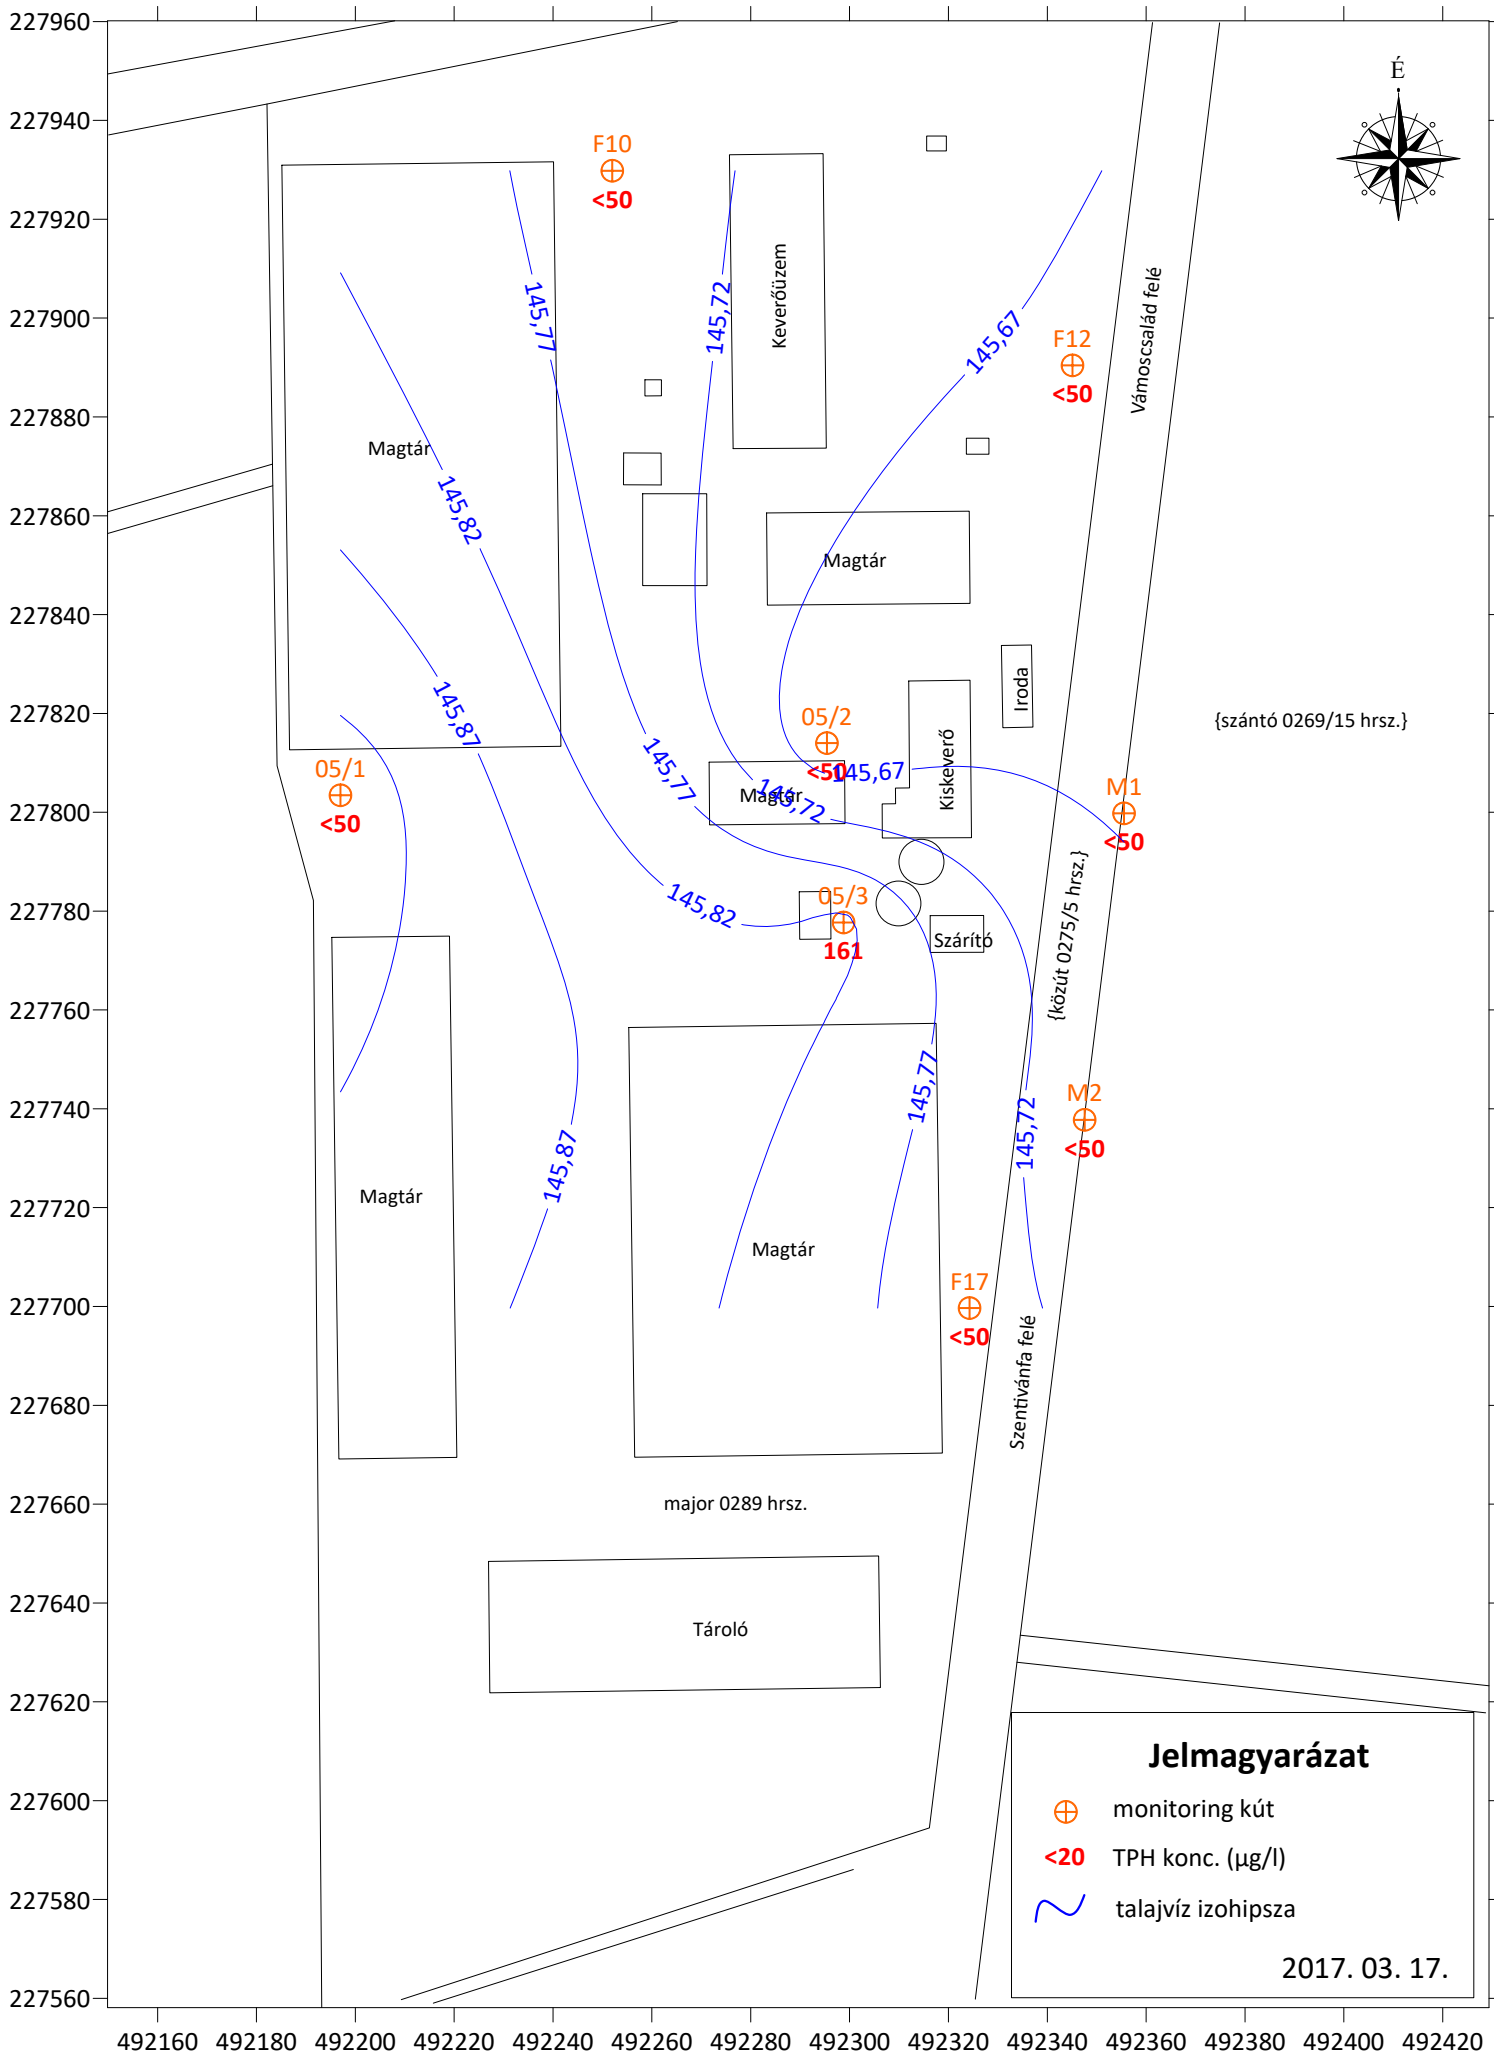 227960
227940
227920
227900
227880
227860
227840
227820
227800
227780
227760
227740
227720
227700
227680
227660
227640
227620
227600
227580
227560
É
F10
<50
Keverőüzem
145,77
145,72
145,67
F12
<50
Vámoscsalád felé
Magtár
145,82
Magtár
Iroda
145,87
05/2
<50
145,67
{szántó 0269/15 hrsz.}
05/1
<50
145,77
Magtár
145,72
Kiskeverő
M1
<50
145,82
05/3
161
Szárító
{közút 0275/5 hrsz.}
145,77
145,72
M2
<50
145,87
Magtár
Magtár
F17
<50
Szentivánfa felé
major 0289 hrsz.
Tároló
Jelmagyarázat
monitoring kút
<20 TPH konc. (µg/l)
talajvíz izohipsza
2017. 03. 17.
492160 492180 492200 492220 492240 492260 492280 492300 492320 492340 492360 492380 492400 492420